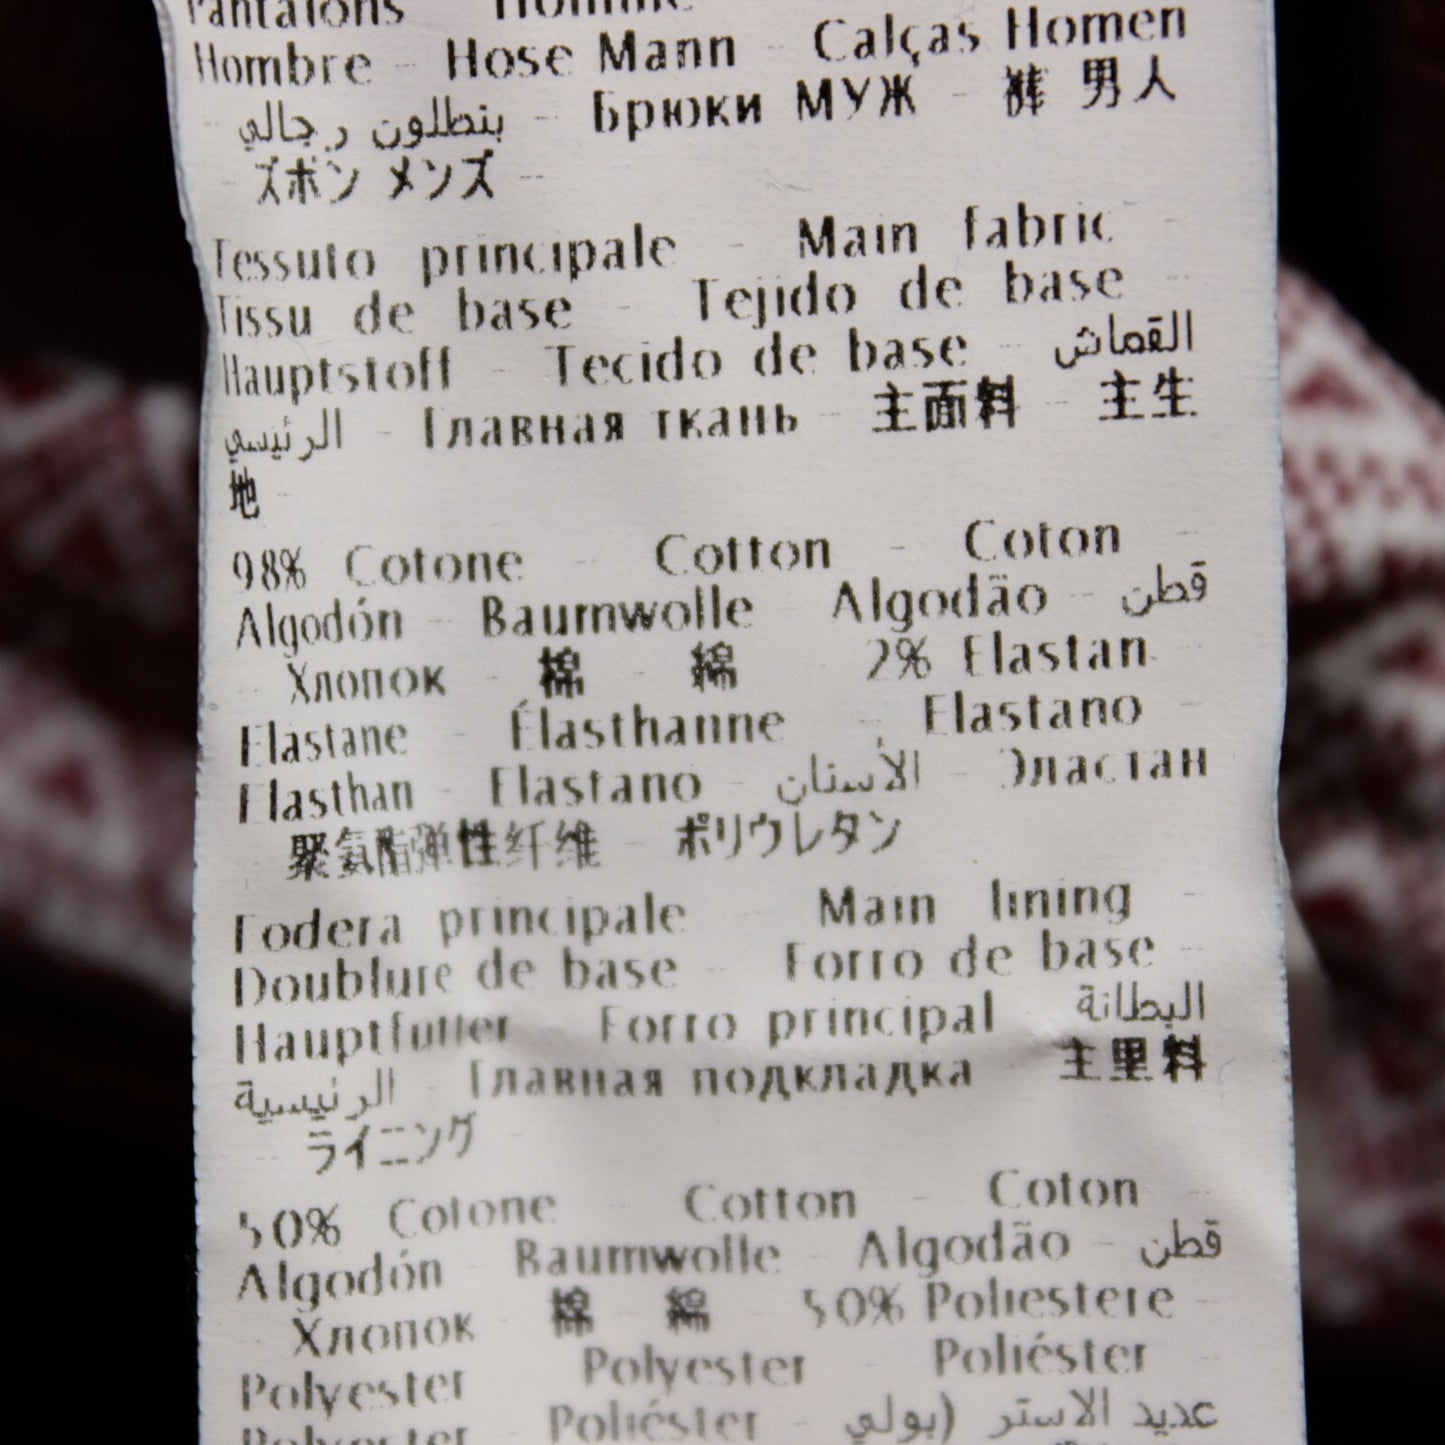 Pantalons Homme
Hombre - Hose Mann - Calças Homen
- بنطلون رجالي - Брюки МУЖ - 裤 男人
- ズボン メンズ -
Tessuto principale - Main fabric -
Tissu de base - Tejido de base -
Hauptstoff - Tecido de base - القماش
الرئيسي - Главная ткань - 主面料 - 主生
地
98% Cotone - Cotton - Coton -
Algodón - Baumwolle - Algodão - قطن
- Хлопок - 棉 - 綿 2% Elastan -
Elastane - Élasthanne - Elastano -
Elasthan - Elastano - الأستان - Эластан
聚氨酯弹性纤维 - ポリウレタン
Fodera principale - Main lining -
Doublure de base - Forro de base -
Hauptfutter - Forro principal - البطانة
الرئيسية - Главная подкладка - 主里料
- ライニング
50% Cotone - Cotton - Coton -
Algodón - Baumwolle - Algodão - قطن
- Хлопок - 棉 - 綿 - 50% Poliestere -
Polyester - Polyester - Poliéster -
Polyester - Poliéster - عديد الاستر (بولي